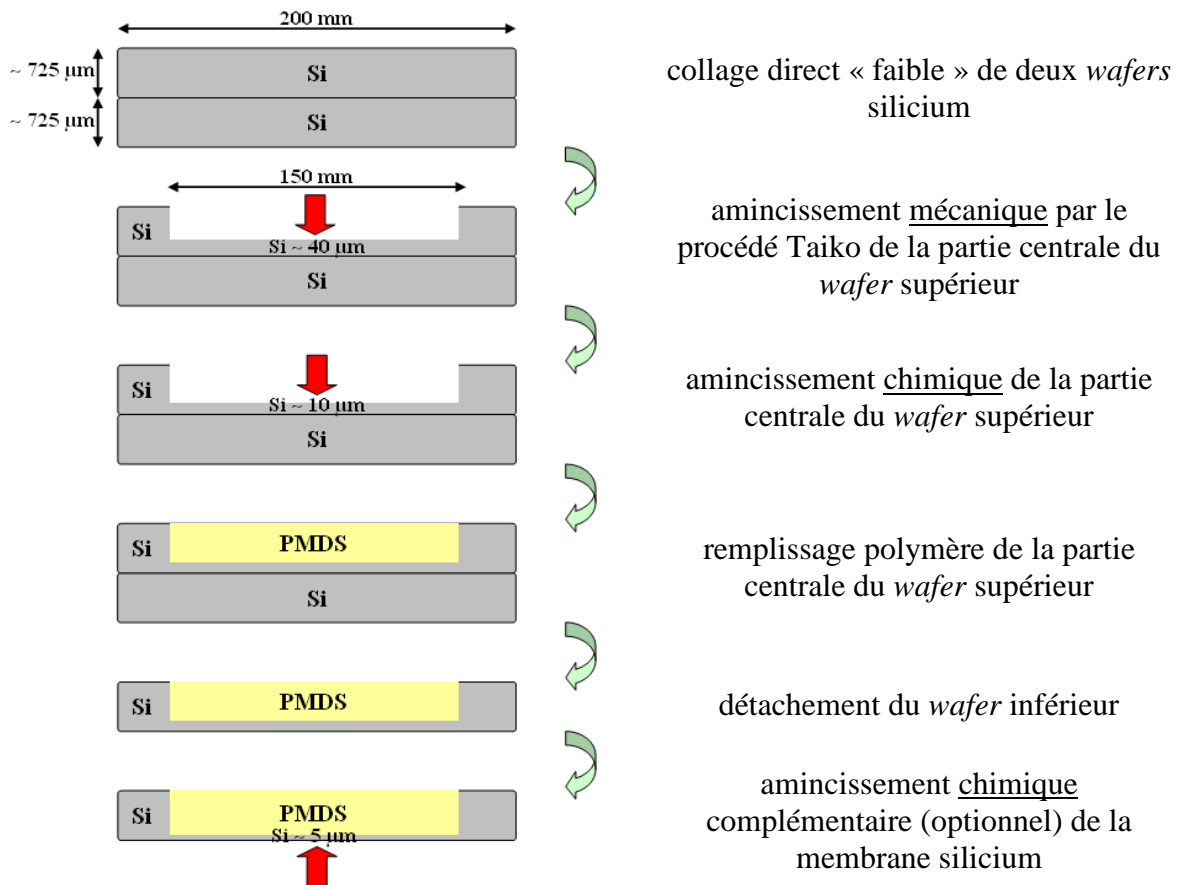 200 mm
~ 725 µm
Si
~ 725 µm
Si
collage direct « faible » de deux wafers
silicium
150 mm
Si
Si ~ 40 µm
Si
amincissement mécanique par le
procédé Taiko de la partie centrale du
wafer supérieur
Si
Si ~ 10 µm
Si
amincissement chimique de la partie
centrale du wafer supérieur
Si
PMDS
Si
remplissage polymère de la partie
centrale du wafer supérieur
Si
PMDS
détachement du wafer inférieur
Si
PMDS
Si ~ 5 µm
amincissement chimique
complémentaire (optionnel) de la
membrane silicium